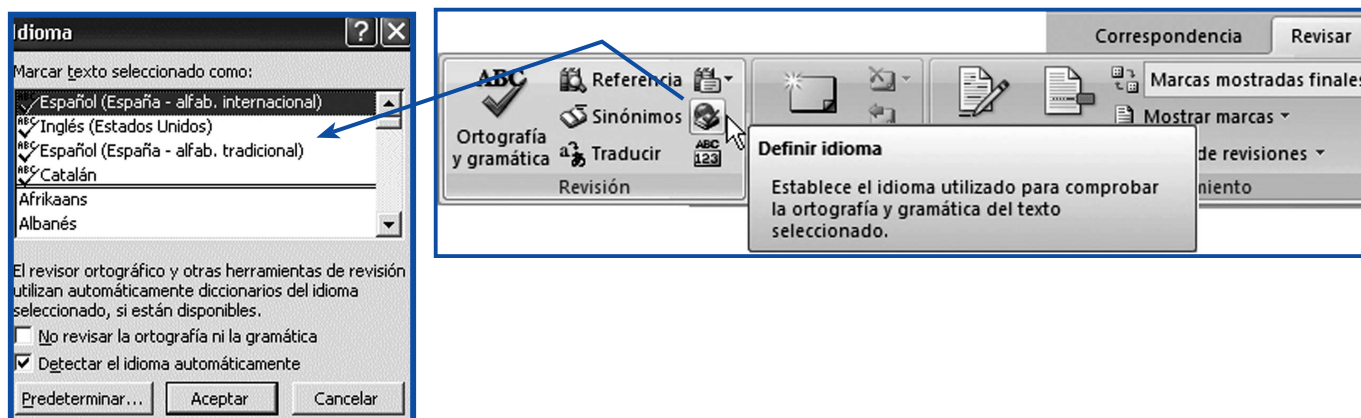 Idioma
Marcar texto seleccionado como:
Español (España - alfab. internacional)
Inglés (Estados Unidos)
Español (España - alfab. tradicional)
Catalán
Afrikaans
Albanés
El revisor ortográfico y otras herramientas de revisión
utilizan automáticamente diccionarios del idioma
seleccionado, si están disponibles.
No revisar la ortografía ni la gramática
Detectar el idioma automáticamente
Predeterminar... Aceptar Cancelar
Correspondencia Revisar
ABC Referencia Marcas mostradas finales
Ortografía
y gramática
Sinónimos Mostrar marcas
Traducir ABC
123
de revisiones
Revisión
Definir idioma
Establece el idioma utilizado para comprobar
la ortografía y gramática del texto
seleccionado.